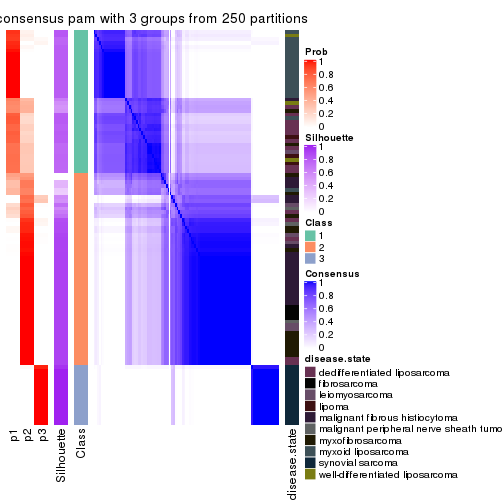 consensus pam with 3 groups from 250 partitions
Prob
1
0.8
0.6
0.4
0.2
0
Silhouette
1
0.8
0.6
0.4
0.2
0
Class
1
2
3
Consensus
1
0.8
0.6
0.4
0.2
0
disease.state
dedifferentiated liposarcoma
fibrosarcoma
leiomyosarcoma
lipoma
malignant fibrous histiocytoma
malignant peripheral nerve sheath tumo
myxofibrosarcoma
myxoid liposarcoma
synovial sarcoma
well-differentiated liposarcoma
p1
p2
p3
Silhouette
Class
disease.state